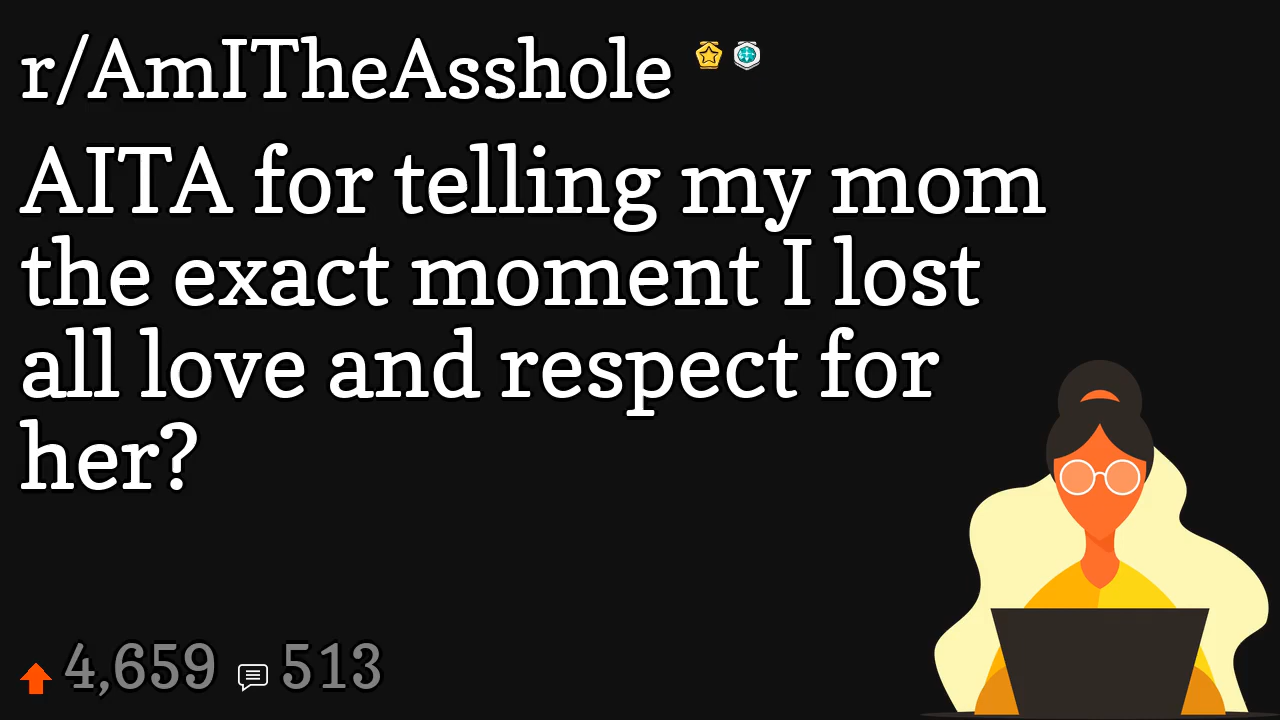 r/AmITheAsshole
AITA for telling my mom
the exact moment I lost
all love and respect for
her?
4,659 513